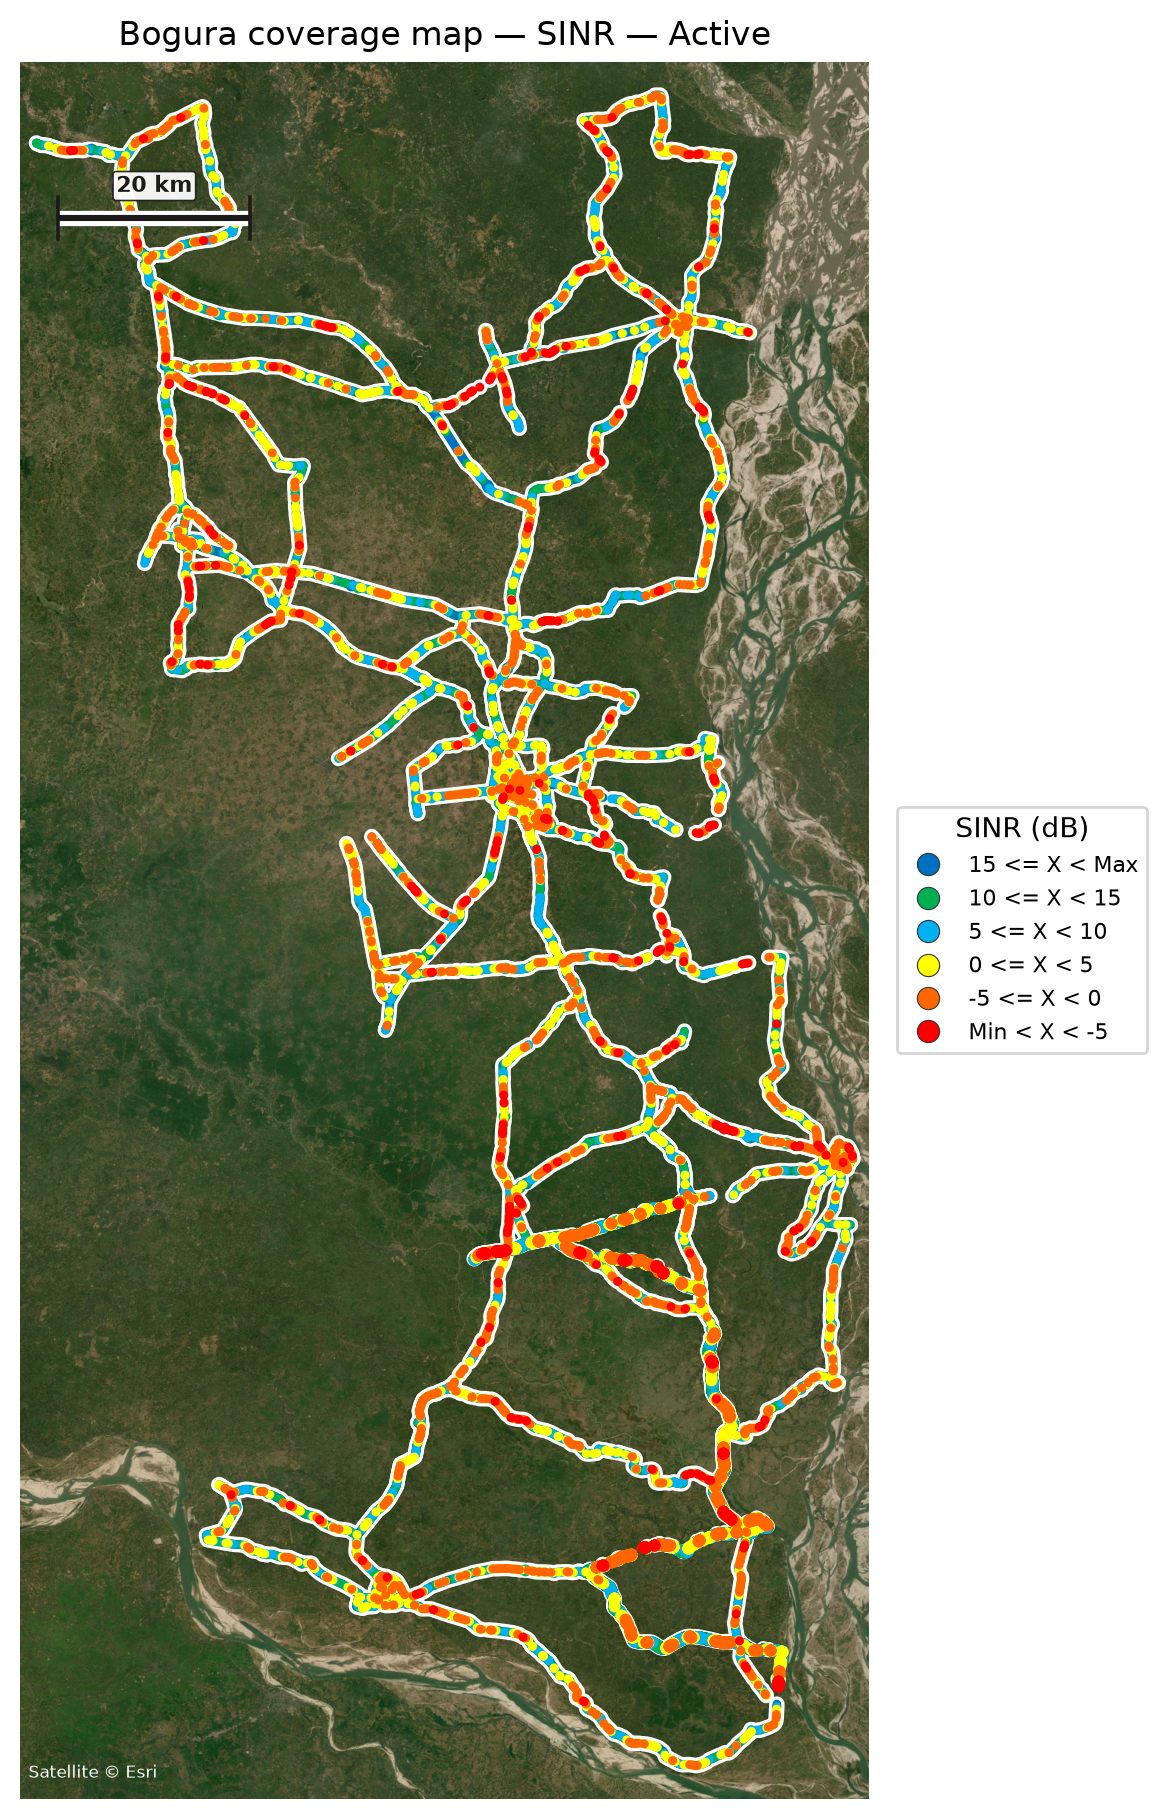 Bogura coverage map — SINR — Active
20 km
SINR (dB)
15 <= X < Max
10 <= X < 15
5 <= X < 10
0 <= X < 5
-5 <= X < 0
Min < X < -5
Satellite © Esri